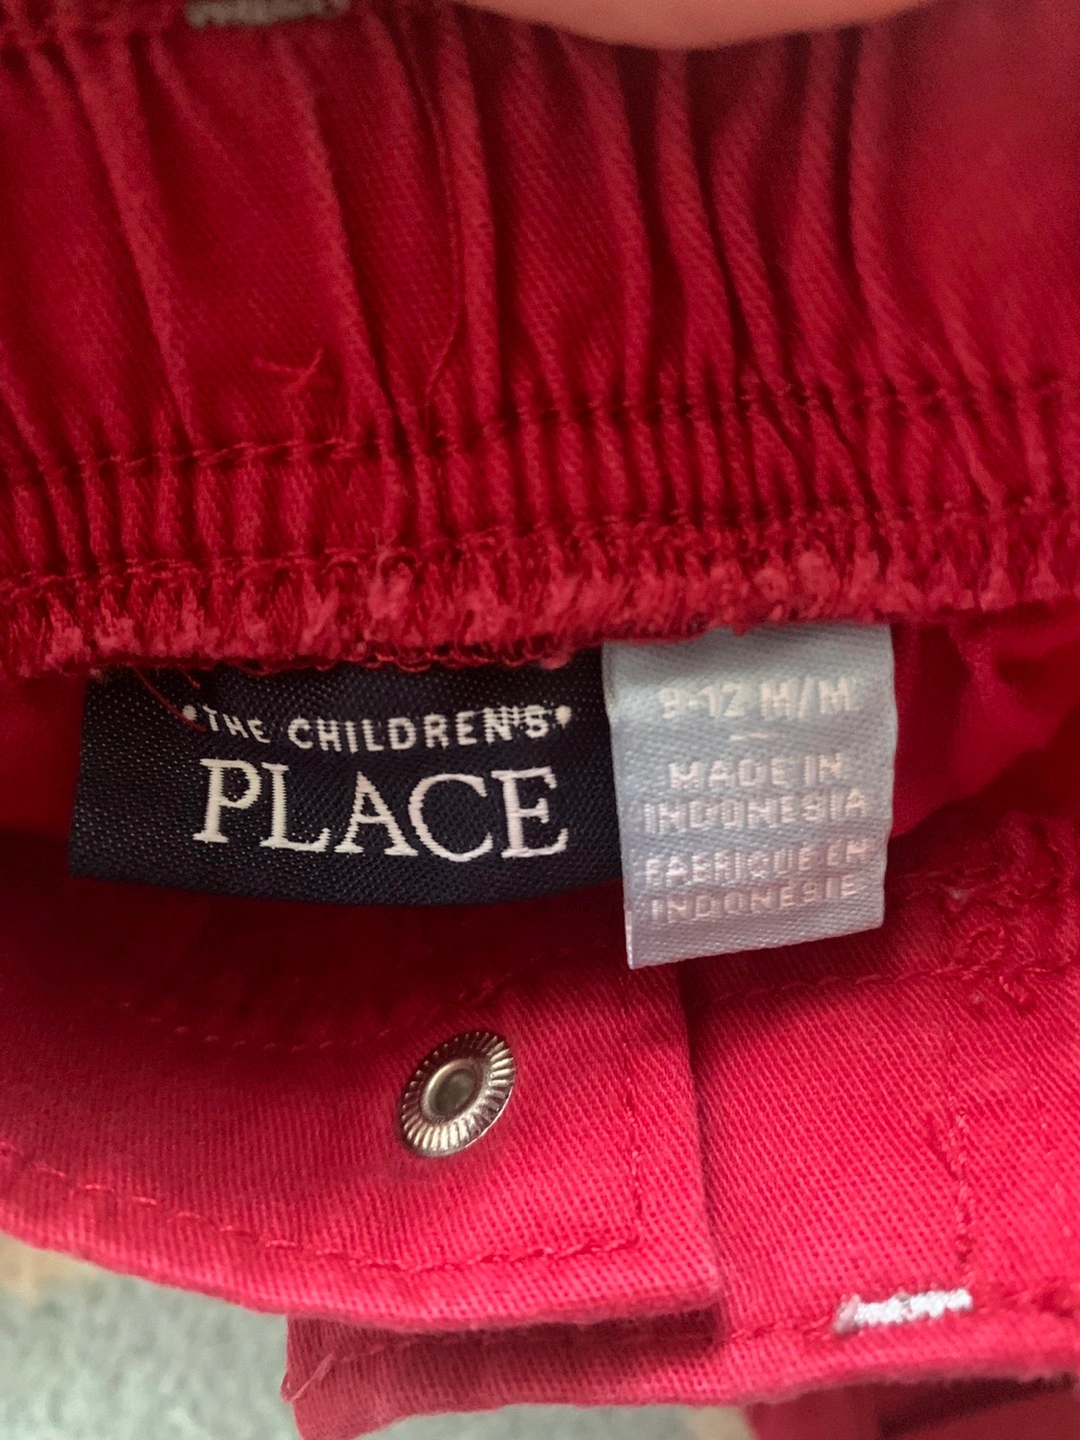 THE CHILDREN'S
PLACE
9-12 M/M
MADE IN
INDONESIA
FABRIQUÉ EN
INDONÉSIE